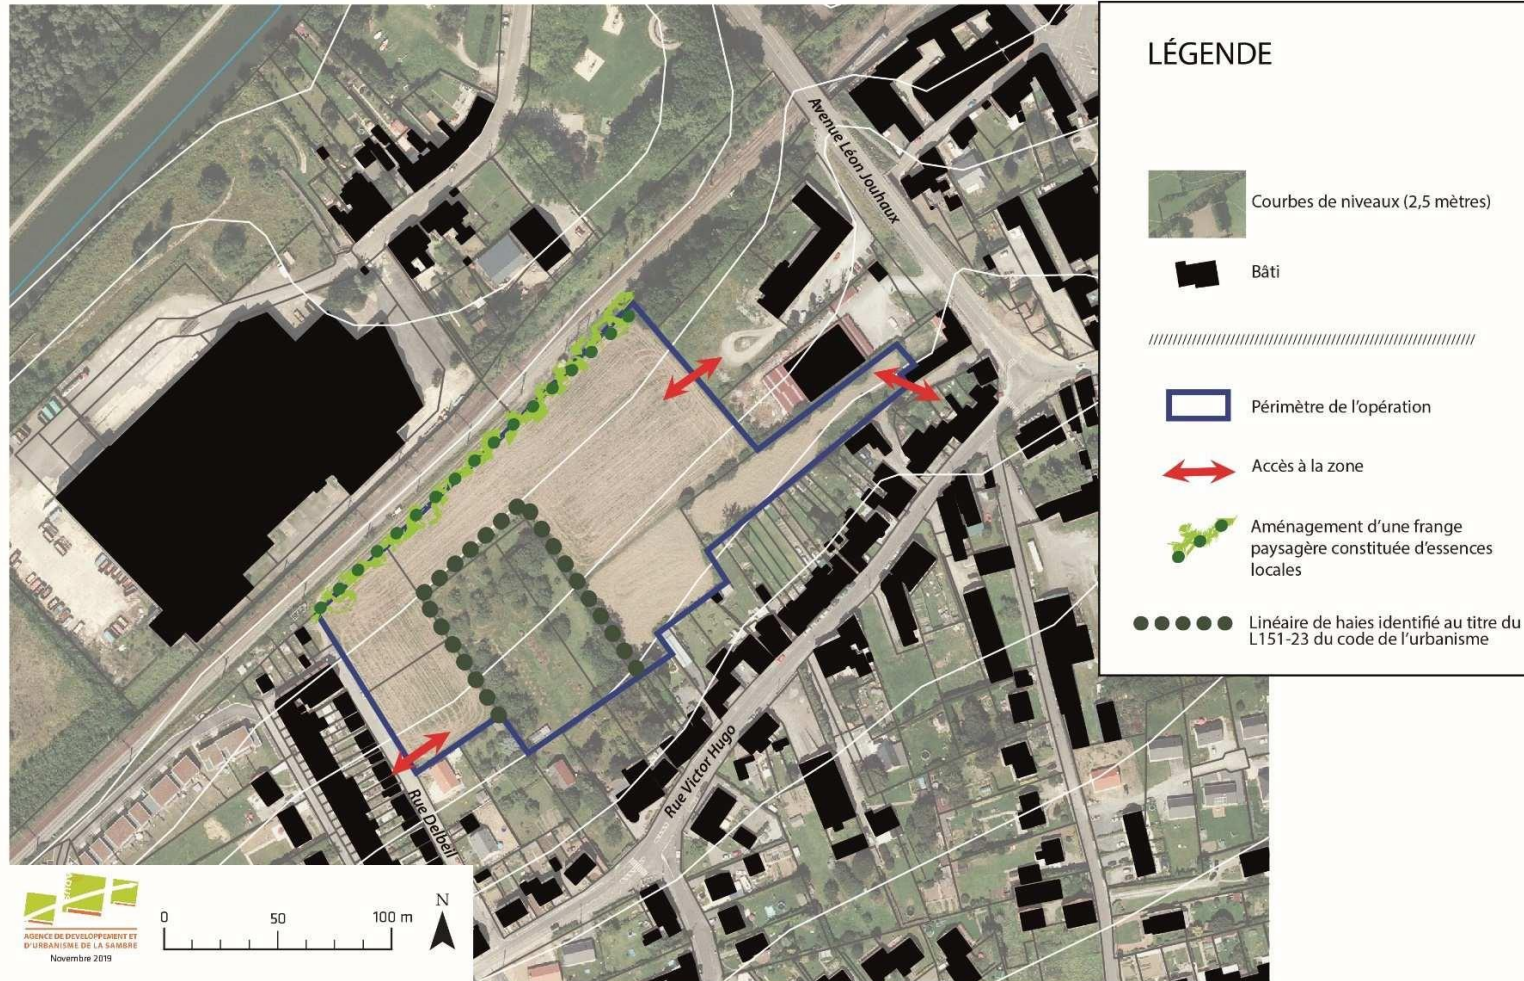 LÉGENDE
Courbes de niveaux (2,5 mètres)
Bâti
Périmètre de l'opération
Accès à la zone
Aménagement d'une frange
paysagère constituée d'essences
locales
Linéaire de haies identifié au titre du
L151-23 du code de l'urbanisme
Avenue Léon Jouhaux
Rue Victor Hugo
Rue Delbeil
AGENCE DE DEVELOPPEMENT ET
D'URBANISME DE LA SAMBRE
Novembre 2019
0 50 100 m
N